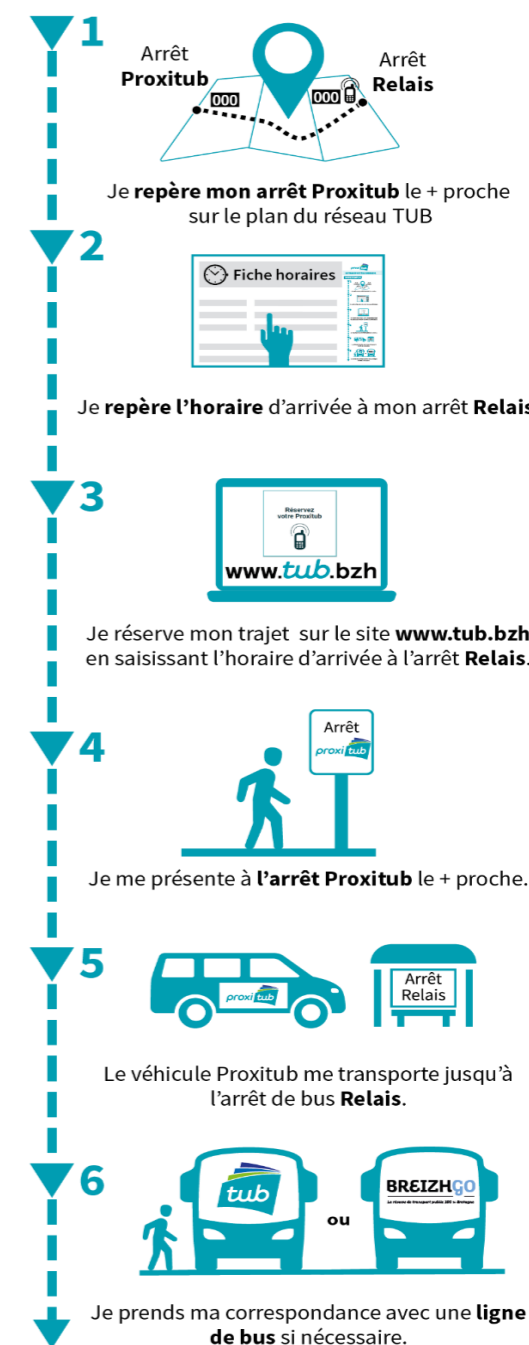 1
Arrêt
Proxitub
Arrêt
Relais
000
000
Je repère mon arrêt Proxitub le + proche
sur le plan du réseau TUB
2
Fiche horaires
Je repère l’horaire d’arrivée à mon arrêt Relais
3
Réservez
votre Proxitub
www.tub.bzh
Je réserve mon trajet sur le site www.tub.bzh
en saisissant l’horaire d’arrivée à l’arrêt Relais.
4
Arrêt
proxitub
Je me présente à l’arrêt Proxitub le + proche.
5
proxitub
Arrêt
Relais
Le véhicule Proxitub me transporte jusqu’à
l’arrêt de bus Relais.
6
tub
ou
BREIZHGO
Je prends ma correspondance avec une ligne
de bus si nécessaire.